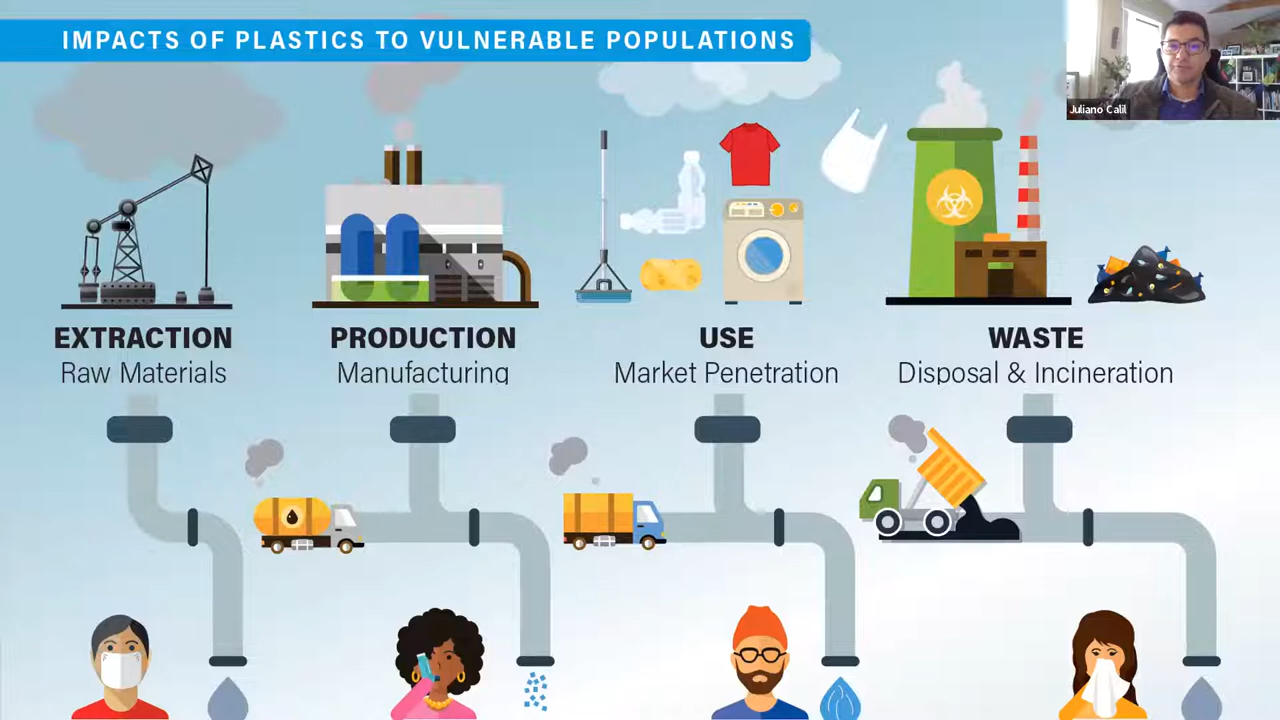 IMPACTS OF PLASTICS TO VULNERABLE POPULATIONS
Juliano Calil
EXTRACTION
Raw Materials
PRODUCTION
Manufacturing
USE
Market Penetration
WASTE
Disposal & Incineration